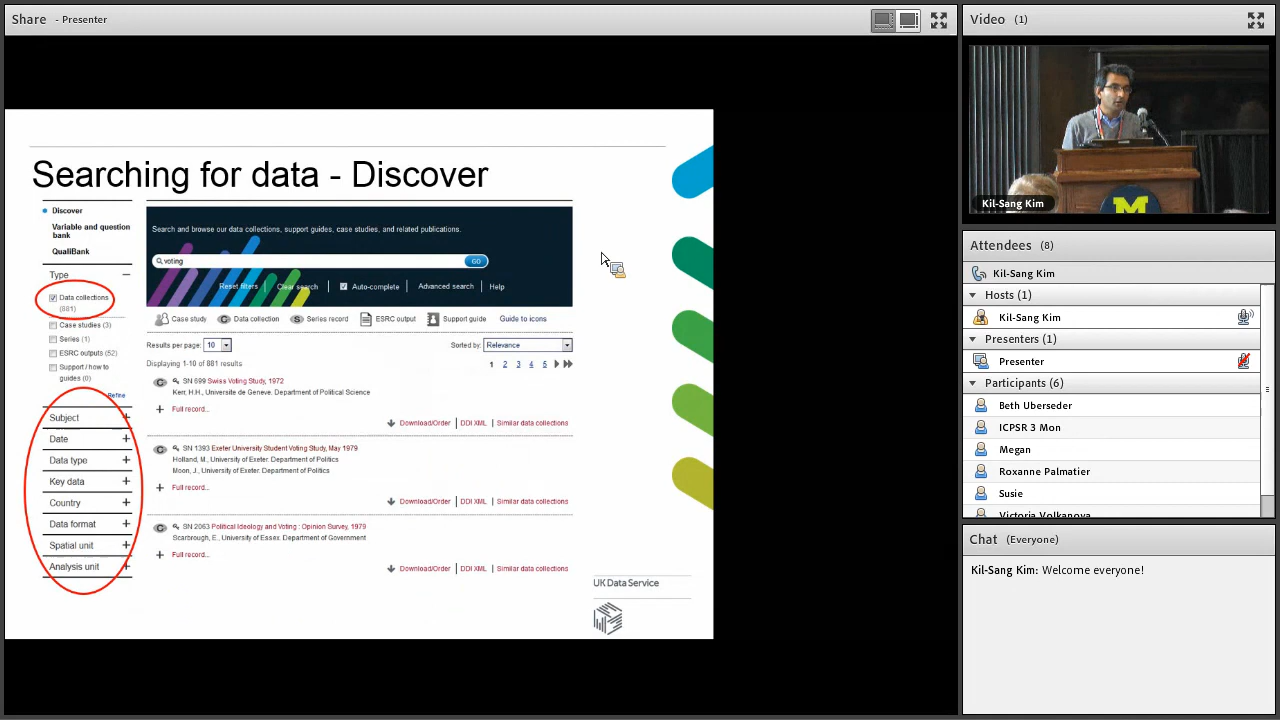 Share - Presenter
Searching for data - Discover
Discover
Variable and question
bank
QualiBank
Type
Data collections
(881)
Case studies (3)
Series (1)
ESRC outputs (52)
Support / how to
guides (0)
Refine
Subject
Date
Data type
Key data
Country
Data format
Spatial unit
Analysis unit
Search and browse our data collections, support guides, case studies, and related publications.
voting GO
Reset filters Clear search Auto-complete Advanced search Help
Case study Data collection Series record ESRC output Support guide Guide to icons
Results per page: 10 Sorted by: Relevance
Displaying 1-10 of 881 results 1 2 3 4 5
SN 699 Swiss Voting Study, 1972
Kerr, H.H., Universite de Geneve. Department of Political Science
Full record...
Download/Order DDI XML Similar data collections
SN 1393 Exeter University Student Voting Study, May 1979
Holland, M., University of Exeter. Department of Politics
Moon, J., University of Exeter. Department of Politics
Full record...
Download/Order DDI XML Similar data collections
SN 2063 Political Ideology and Voting : Opinion Survey, 1979
Scarbrough, E., University of Essex. Department of Government
Full record...
Download/Order DDI XML Similar data collections
UK Data Service
Video (1)
Kil-Sang Kim
M
Attendees (8)
Kil-Sang Kim
Hosts (1)
Kil-Sang Kim
Presenters (1)
Presenter
Participants (6)
Beth Uberseder
ICPSR 3 Mon
Megan
Roxanne Palmatier
Susie
Victoria Volkanova
Chat (Everyone)
Kil-Sang Kim: Welcome everyone!